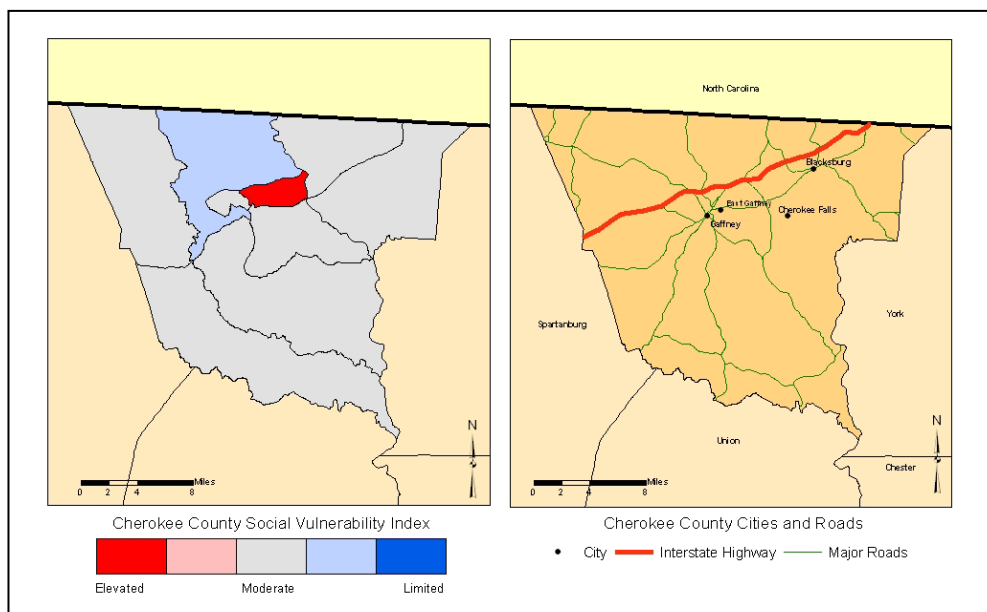 N
Miles
0 2 4 8
Cherokee County Social Vulnerability Index
Elevated Moderate Limited
North Carolina
Blacksburg
East Gaffney
Cherokee Falls
Gaffney
Spartanburg
York
Union
N
Chester
Miles
0 2 4 8
Cherokee County Cities and Roads
City Interstate Highway Major Roads